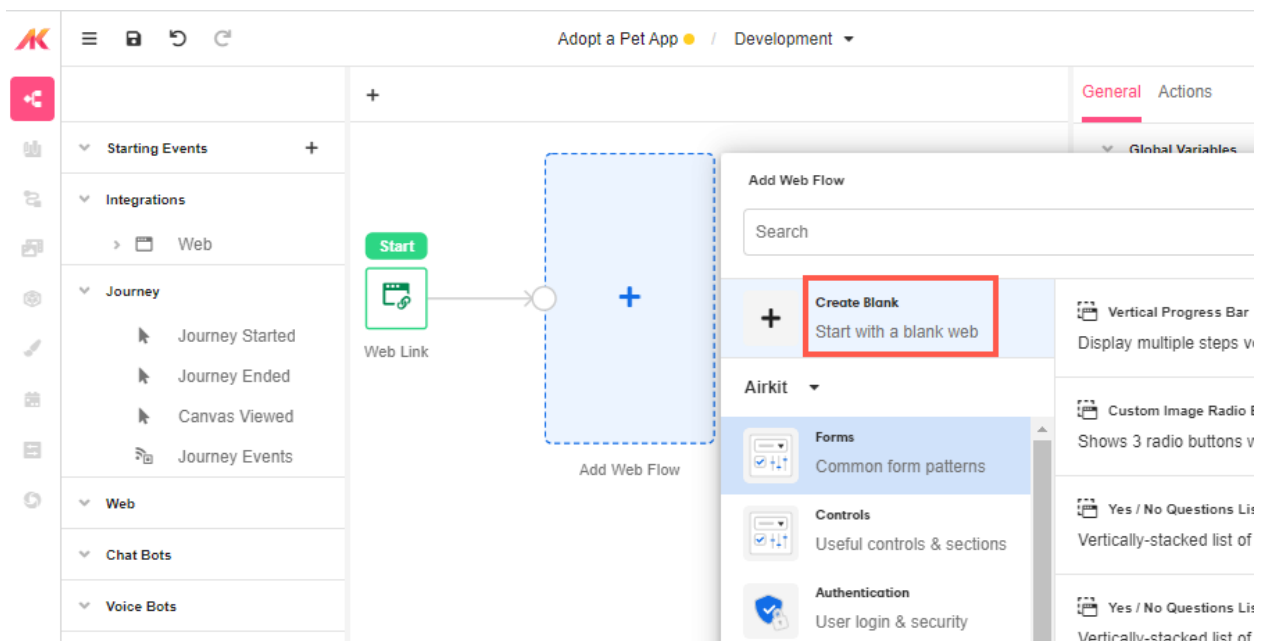 Adopt a Pet App / Development
General Actions
Starting Events +
Global Variables
Integrations
Web
Journey
Journey Started
Journey Ended
Canvas Viewed
Journey Events
Web
Chat Bots
Voice Bots
Start
Web Link
Add Web Flow
Add Web Flow
Search
Create Blank
Start with a blank web
Airkit
Forms
Common form patterns
Controls
Useful controls & sections
Authentication
User login & security
Vertical Progress Bar
Display multiple steps
Custom Image Radio
Shows 3 radio buttons
Yes / No Questions
Vertically-stacked list of
Yes / No Questions
Vertically-stacked list of